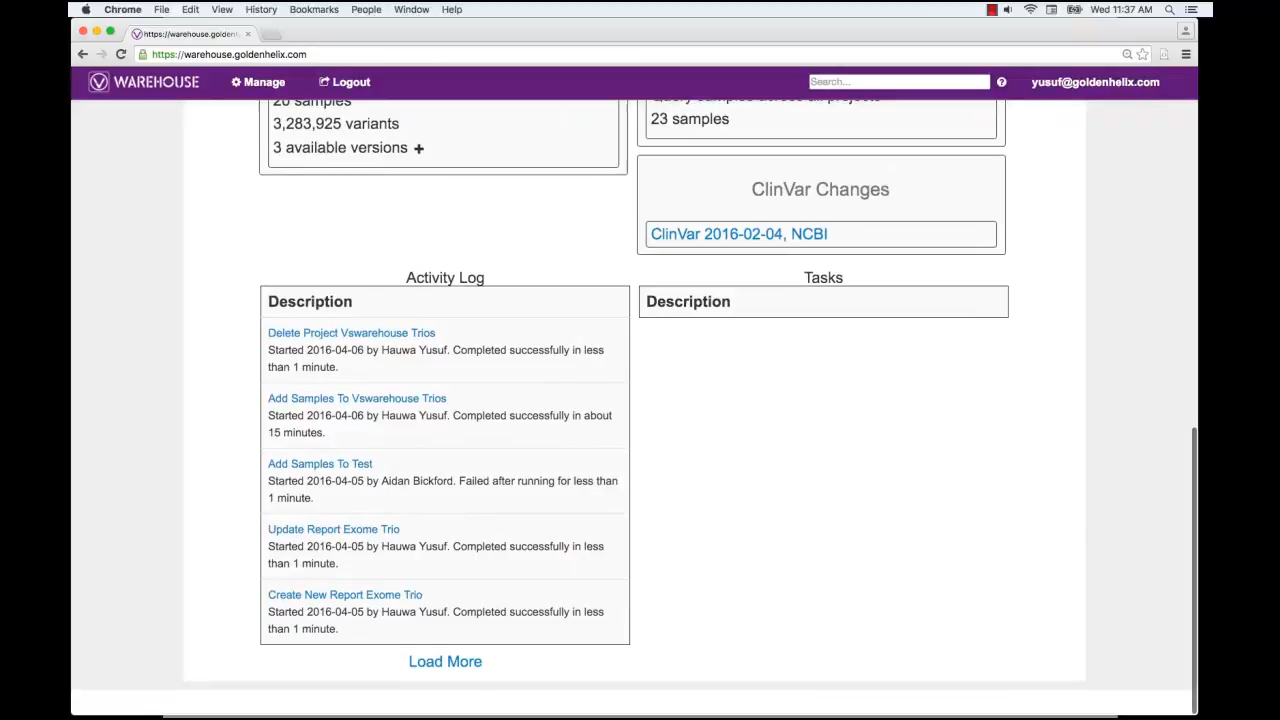 Chrome File Edit View History Bookmarks People Window Help Wed 11:37 AM
https://warehouse.goldenh
https://warehouse.goldenhelix.com
WAREHOUSE Manage Logout Search... yusuf@goldenhelix.com
3,283,925 variants
3 available versions +
23 samples
ClinVar Changes
ClinVar 2016-02-04, NCBI
Activity Log
Description
Delete Project Vswarehouse Trios
Started 2016-04-06 by Hauwa Yusuf. Completed successfully in less
than 1 minute.
Add Samples To Vswarehouse Trios
Started 2016-04-06 by Hauwa Yusuf. Completed successfully in about
15 minutes.
Add Samples To Test
Started 2016-04-05 by Aidan Bickford. Failed after running for less than
1 minute.
Update Report Exome Trio
Started 2016-04-05 by Hauwa Yusuf. Completed successfully in less
than 1 minute.
Create New Report Exome Trio
Started 2016-04-05 by Hauwa Yusuf. Completed successfully in less
than 1 minute.
Load More
Tasks
Description